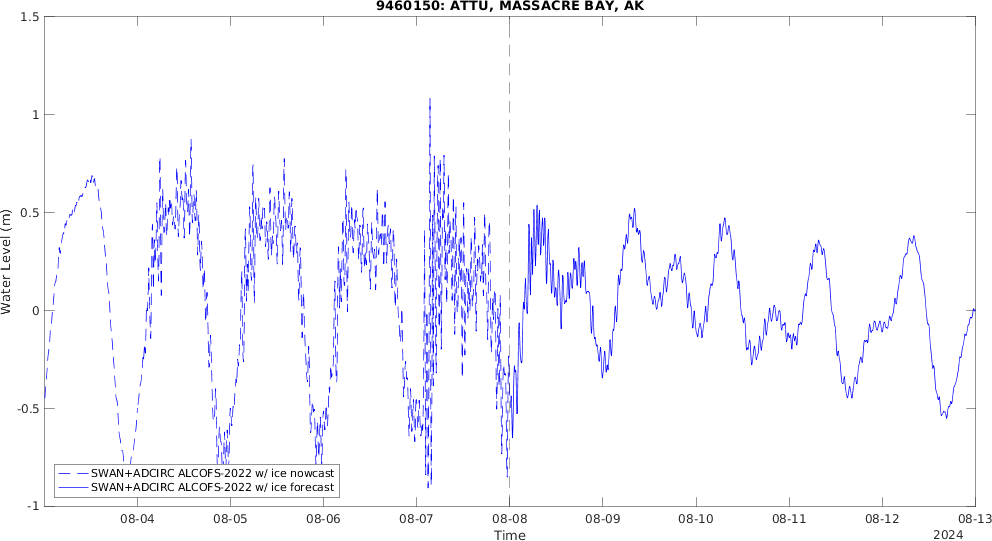 9460150: ATTU, MASSACRE BAY, AK
1.5
1
0.5
0
-0.5
-1
Water Level (m)
SWAN+ADCIRC ALCOFS-2022 w/ ice nowcast
SWAN+ADCIRC ALCOFS-2022 w/ ice forecast
08-04 08-05 08-06 08-07 08-08 08-09 08-10 08-11 08-12 08-13
Time
2024